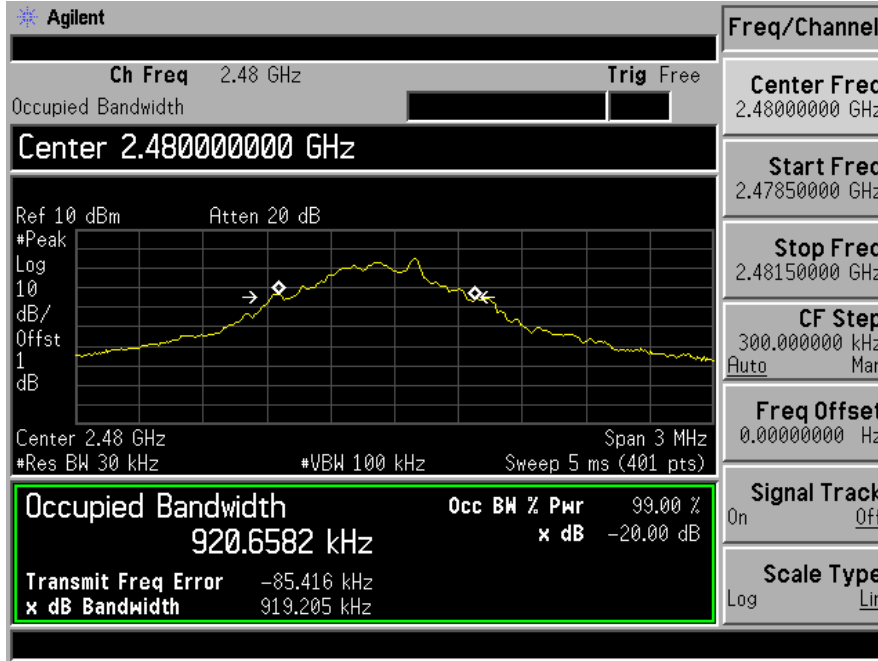 Agilent
Freq/Channel
Ch Freq 2.48 GHz Trig Free
Occupied Bandwidth
Center 2.480000000 GHz
Ref 10 dBm Atten 20 dB
#Peak
Log
10
dB/
Offst
1
dB
Center 2.48 GHz Span 3 MHz
#Res BW 30 kHz #VBW 100 kHz Sweep 5 ms (401 pts)
Occupied Bandwidth
920.6582 kHz
Occ BW % Pwr 99.00 %
x dB -20.00 dB
Transmit Freq Error -85.416 kHz
x dB Bandwidth 919.205 kHz
Center Freq
2.48000000 GHz
Start Freq
2.47850000 GHz
Stop Freq
2.48150000 GHz
CF Step
300.000000 kHz
Auto Man
Freq Offset
0.00000000 Hz
Signal Track
On Off
Scale Type
Log Lin